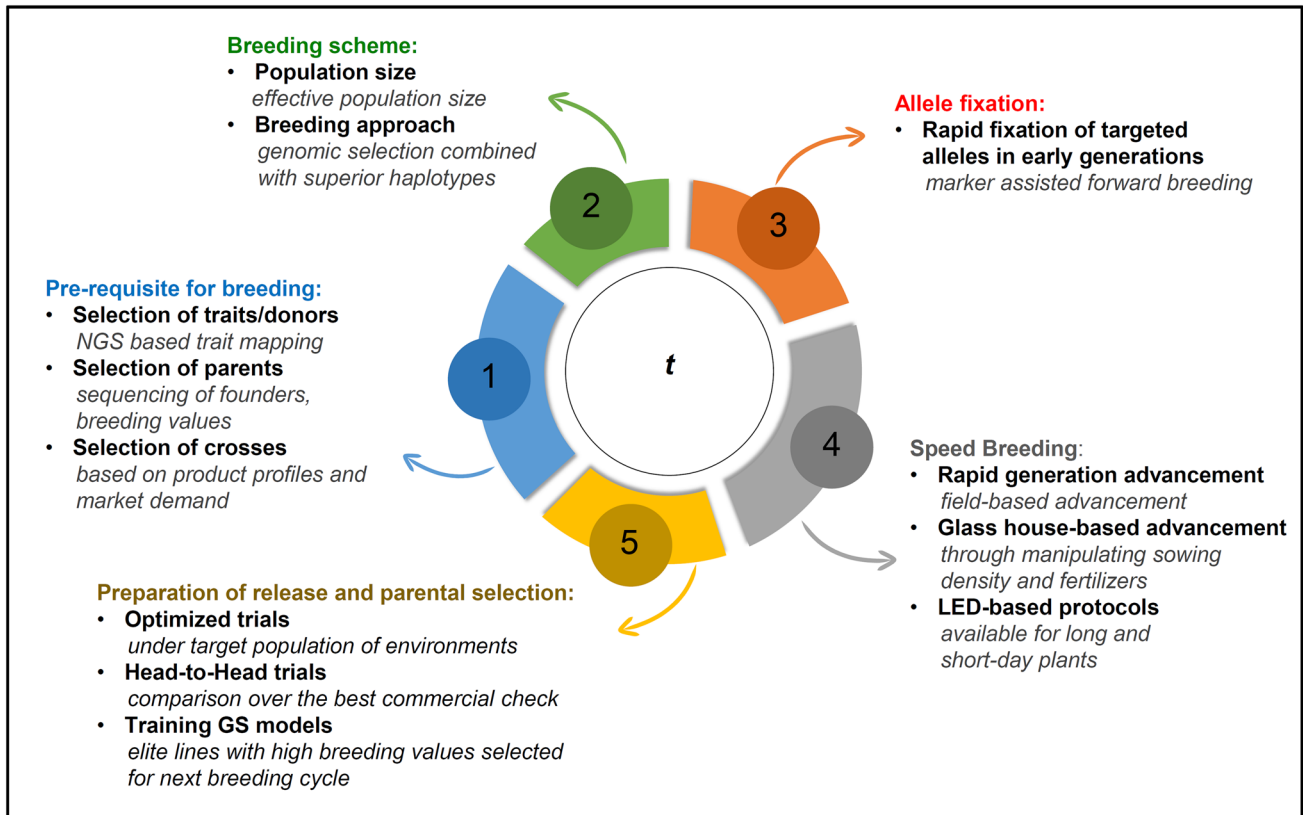 Breeding scheme:
• Population size
effective population size
• Breeding approach
genomic selection combined
with superior haplotypes
Allele fixation:
• Rapid fixation of targeted
alleles in early generations
marker assisted forward breeding
2
3
Pre-requisite for breeding:
• Selection of traits/donors
NGS based trait mapping
• Selection of parents
sequencing of founders,
breeding values
• Selection of crosses
based on product profiles and
market demand
1
t
4
Speed Breeding:
• Rapid generation advancement
field-based advancement
• Glass house-based advancement
through manipulating sowing
density and fertilizers
• LED-based protocols
available for long and
short-day plants
5
Preparation of release and parental selection:
• Optimized trials
under target population of environments
• Head-to-Head trials
comparison over the best commercial check
• Training GS models
elite lines with high breeding values selected
for next breeding cycle